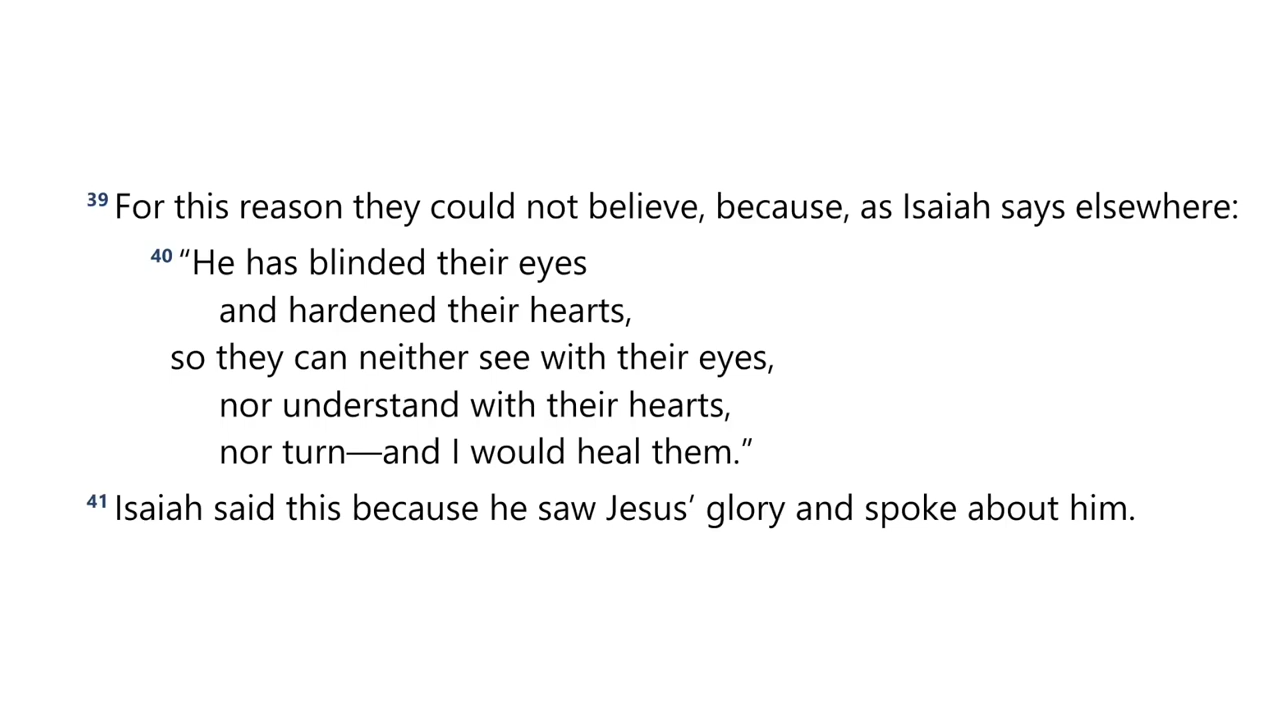 39 For this reason they could not believe, because, as Isaiah says elsewhere:
40 “He has blinded their eyes
and hardened their hearts,
so they can neither see with their eyes,
nor understand with their hearts,
nor turn—and I would heal them.”
41 Isaiah said this because he saw Jesus’ glory and spoke about him.